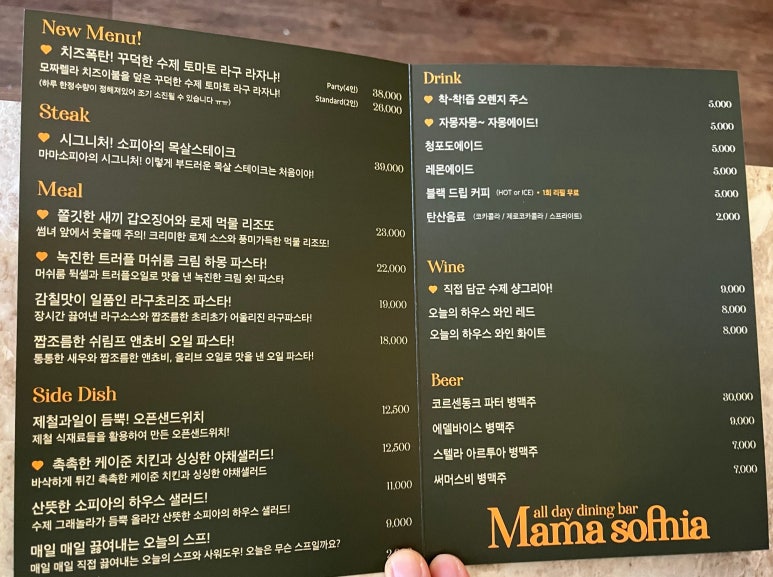 New Menu!
치즈폭탄! 꾸덕한 수제 토마토 라구 라자냐!
모짜렐라 치즈이불을 덮은 꾸덕한 수제 토마토 라구 라자냐! Party(4인) 38,000
(하루 한정수량이 정해져있어 조기 소진될 수 있습니다 ㅠㅠ) Standard(2인) 26,000
Steak
시그니처! 소피아의 목살스테이크
마마소피아의 시그니처! 이렇게 부드러운 목살 스테이크는 처음이야! 39,000
Meal
쫄깃한 새끼 갑오징어와 로제 먹물 리조또
썸녀 앞에서 웃을때 주의! 크리미한 로제 소스와 풍미가득한 먹물 리조또! 23,000
녹진한 트러플 머쉬룸 크림 하몽 파스타!
머쉬룸 뒥셀과 트러플오일로 맛을 낸 녹진한 크림 숏! 파스타 22,000
감칠맛이 일품인 라구초리조 파스타!
장시간 끓여낸 라구소스와 짭조름한 초리초가 어울리진 라구파스타! 19,000
짭조름한 쉬림프 앤쵸비 오일 파스타!
통통한 새우와 짭조름한 앤쵸비, 올리브 오일로 맛을 낸 오일 파스타! 18,000
Side Dish
제철과일이 듬뿍! 오픈샌드위치 12,500
제철 식재료들을 활용하여 만든 오픈샌드위치!
촉촉한 케이준 치킨과 싱싱한 야채샐러드! 12,500
바삭하게 튀긴 촉촉한 케이준 치킨과 싱싱한 야채샐러드
산뜻한 소피아의 하우스 샐러드! 11,000
수제 그래놀라가 듬뿍 올라간 산뜻한 소피아의 하우스 샐러드!
매일 매일 끓여내는 오늘의 스프! 9,000
매일 매일 직접 끓여내는 오늘의 스프와 사워도우! 오늘은 무슨 스프일까요?
Drink
착-착!즙 오렌지 주스 5,000
자몽자몽~ 자몽에이드! 5,000
청포도에이드 5,000
레몬에이드 5,000
블랙 드립 커피 (HOT or ICE) • 1회 리필 무료 5,000
탄산음료 (코카콜라 / 제로코카콜라 / 스프라이트) 2,000
Wine
직접 담군 수제 샹그리아! 9,000
오늘의 하우스 와인 레드 8,000
오늘의 하우스 와인 화이트 8,000
Beer
코르센동크 파터 병맥주 30,000
에델바이스 병맥주 9,000
스텔라 아르투아 병맥주 7,000
써머스비 병맥주 7,000
all day dining bar
Mama sofhia